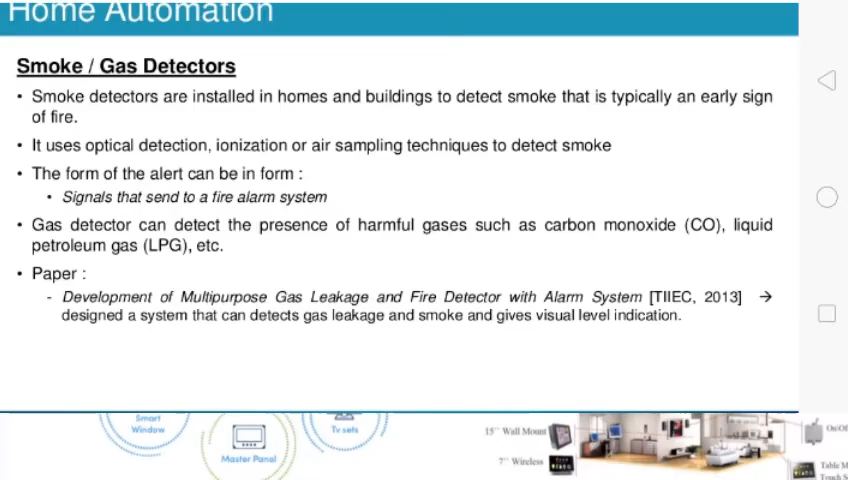 Home Automation
Smoke / Gas Detectors
• Smoke detectors are installed in homes and buildings to detect smoke that is typically an early sign
of fire.
• It uses optical detection, ionization or air sampling techniques to detect smoke
• The form of the alert can be in form :
• Signals that send to a fire alarm system
• Gas detector can detect the presence of harmful gases such as carbon monoxide (CO), liquid
petroleum gas (LPG), etc.
• Paper :
- Development of Multipurpose Gas Leakage and Fire Detector with Alarm System [TIIEC, 2013] →
designed a system that can detects gas leakage and smoke and gives visual level indication.
Smart
Window
Master Panal
Tv sets
15'' Wall Mount
7'' Wireless
On/Of
Table M
Touch S